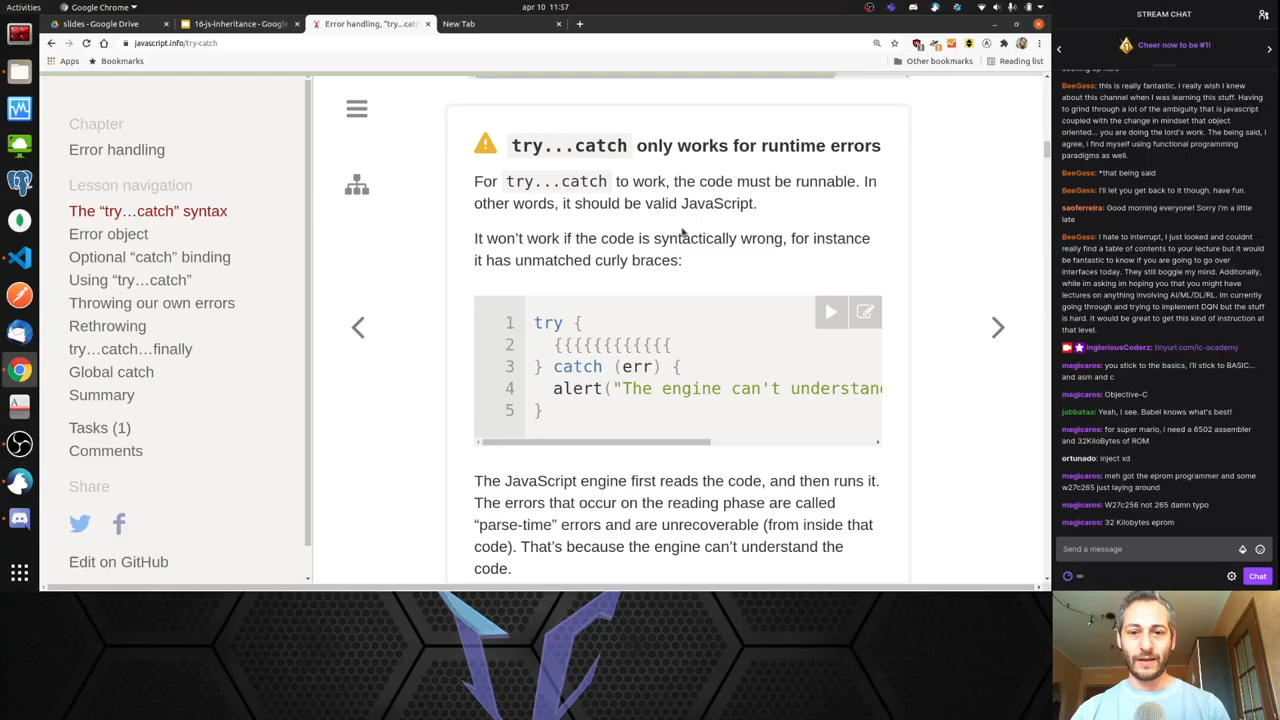 Activities
Google Chrome
apr 10 11:57
slides - Google Drive
16-js-inheritance - Google
Error handling, "try...catc
New Tab
javascript.info/try-catch
Apps
Bookmarks
Other bookmarks
Reading list
Chapter
Error handling
Lesson navigation
The “try…catch” syntax
Error object
Optional “catch” binding
Using “try…catch”
Throwing our own errors
Rethrowing
try…catch…finally
Global catch
Summary
Tasks (1)
Comments
Share
Edit on GitHub
try...catch only works for runtime errors
For try...catch to work, the code must be runnable. In
other words, it should be valid JavaScript.
It won’t work if the code is syntactically wrong, for instance
it has unmatched curly braces:
1 try {
2 {{{{{{{{{{{{
3 } catch (err) {
4 alert("The engine can't understand
5 }
The JavaScript engine first reads the code, and then runs it.
The errors that occur on the reading phase are called
“parse-time” errors and are unrecoverable (from inside that
code). That’s because the engine can’t understand the
code.
STREAM CHAT
Cheer now to be #1!
BeeGass: this is really fantastic. I really wish I knew
about this channel when I was learning this stuff. Having
to grind through a lot of the ambiguity that is javascript
coupled with the change in mindset that object
oriented... you are doing the lord's work. The being said, I
agree, i find myself using functional programming
paradigms as well.
BeeGass: *that being said
BeeGass: I'll let you get back to it though. have fun.
saoferreira: Good morning everyone! Sorry i'm a little
late
BeeGass: I hate to interrupt, I just looked and couldnt
really find a table of contents to your lecture but it would
be fantastic to know if you are going to go over
interfaces today. They still boggle my mind. Additonally,
while im asking im hoping you that you might have
lectures on anything involving AI/ML/DL/RL. Im currently
going through and trying to implement DQN but the stuff
is hard. it would be great to get this kind of instruction at
that level.
IngloriousCoderz: tinyurl.com/ic-academy
magicaros: you stick to the basics, i'll stick to BASIC...
and asm and c
magicaros: Objective-C
jabbataa: Yeah, I see. Babel knows what's best!
magicaros: for super mario, i need a 6502 assembler
and 32KiloBytes of ROM
ortunado: inject xd
magicaros: meh got the eprom programmer and some
w27c265 just laying around
magicaros: W27c256 not 265 damn typo
magicaros: 32 Kilobytes eprom
Send a message
∞
Chat